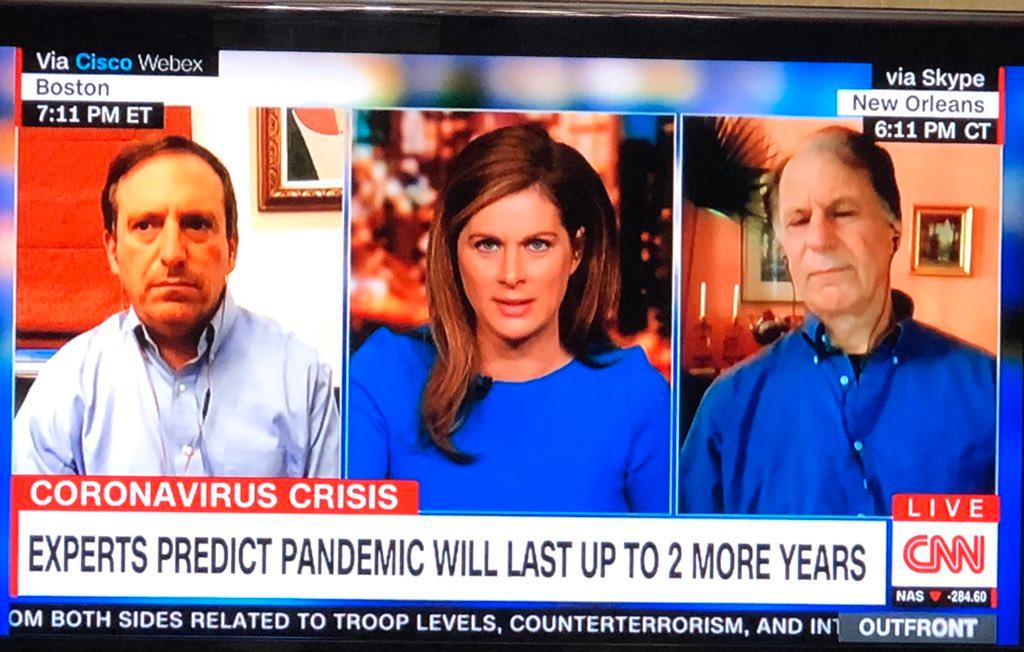 Via Cisco Webex
Boston
7:11 PM ET
via Skype
New Orleans
6:11 PM CT
CORONAVIRUS CRISIS
EXPERTS PREDICT PANDEMIC WILL LAST UP TO 2 MORE YEARS
LIVE
CNN
NAS ▼ -284.60
OM BOTH SIDES RELATED TO TROOP LEVELS, COUNTERTERRORISM, AND INT
OUTFRONT